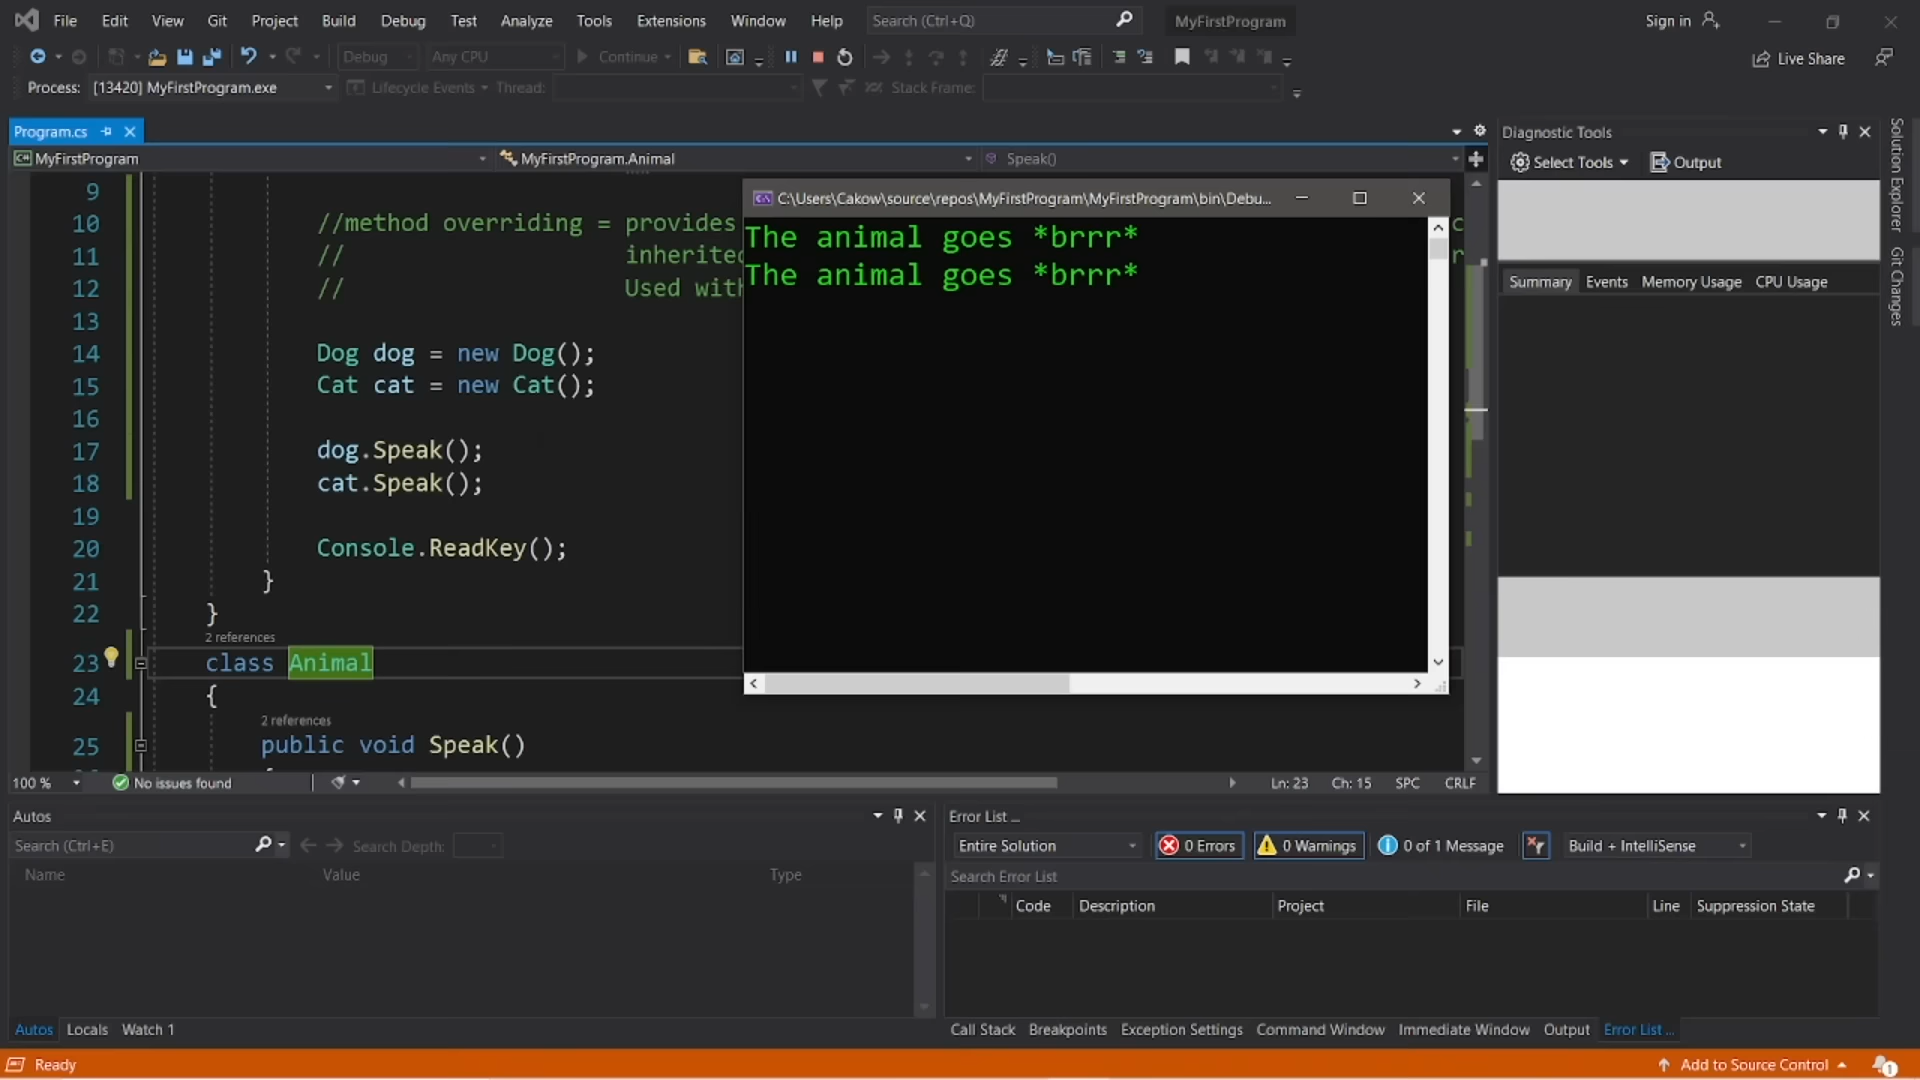 File Edit View Git Project Build Debug Test Analyze Tools Extensions Window Help Search (Ctrl+Q) MyFirstProgram Sign in
Debug Any CPU Continue Live Share
Process: [13420] MyFirstProgram.exe Lifecycle Events Thread: Stack Frame:
Program.cs
MyFirstProgram MyFirstProgram.Animal Speak()
9
10 //method overriding = provides
11 // inherited
12 // Used with
13
14 Dog dog = new Dog();
15 Cat cat = new Cat();
16
17 dog.Speak();
18 cat.Speak();
19
20 Console.ReadKey();
21 }
22 }
2 references
23 class Animal
24 {
2 references
25 public void Speak()
C:\Users\Cakow\source\repos\MyFirstProgram\MyFirstProgram\bin\Debu...
The animal goes *brrr*
The animal goes *brrr*
100 % No issues found Ln: 23 Ch: 15 SPC CRLF
Diagnostic Tools
Select Tools Output
Summary Events Memory Usage CPU Usage
Solution Explorer
Git Changes
Autos
Search (Ctrl+E) Search Depth:
Name Value Type
Autos Locals Watch 1
Error List ...
Entire Solution 0 Errors 0 Warnings 0 of 1 Message Build + IntelliSense
Search Error List
Code Description Project File Line Suppression State
Call Stack Breakpoints Exception Settings Command Window Immediate Window Output Error List ...
Ready Add to Source Control 1